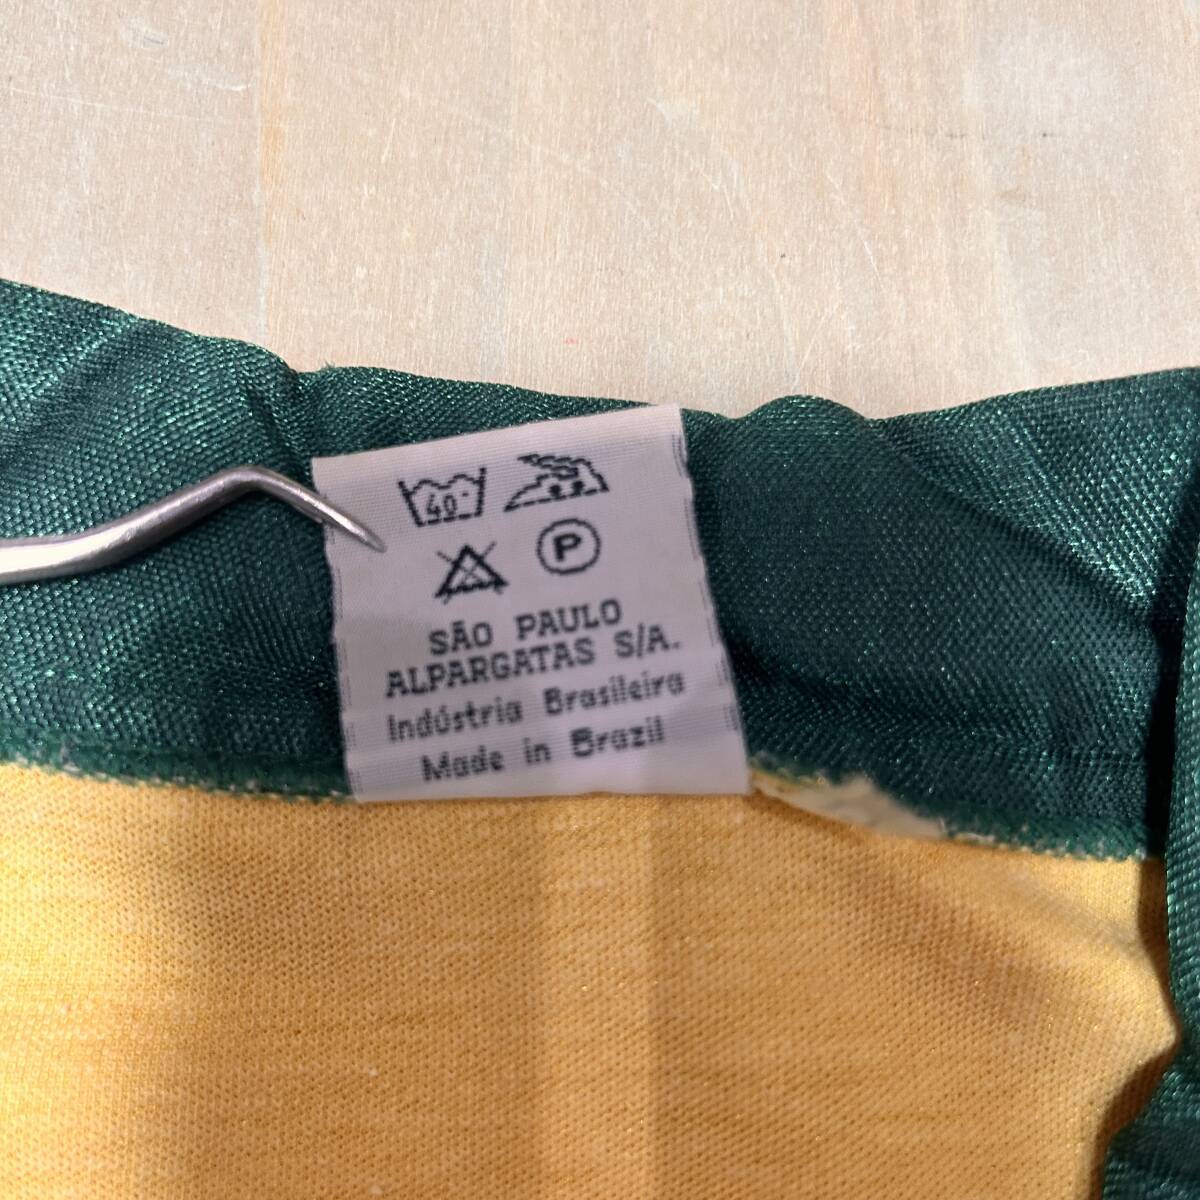 40°
P
SÃO PAULO
ALPARGATAS S/A.
Indústria Brasileira
Made in Brazil